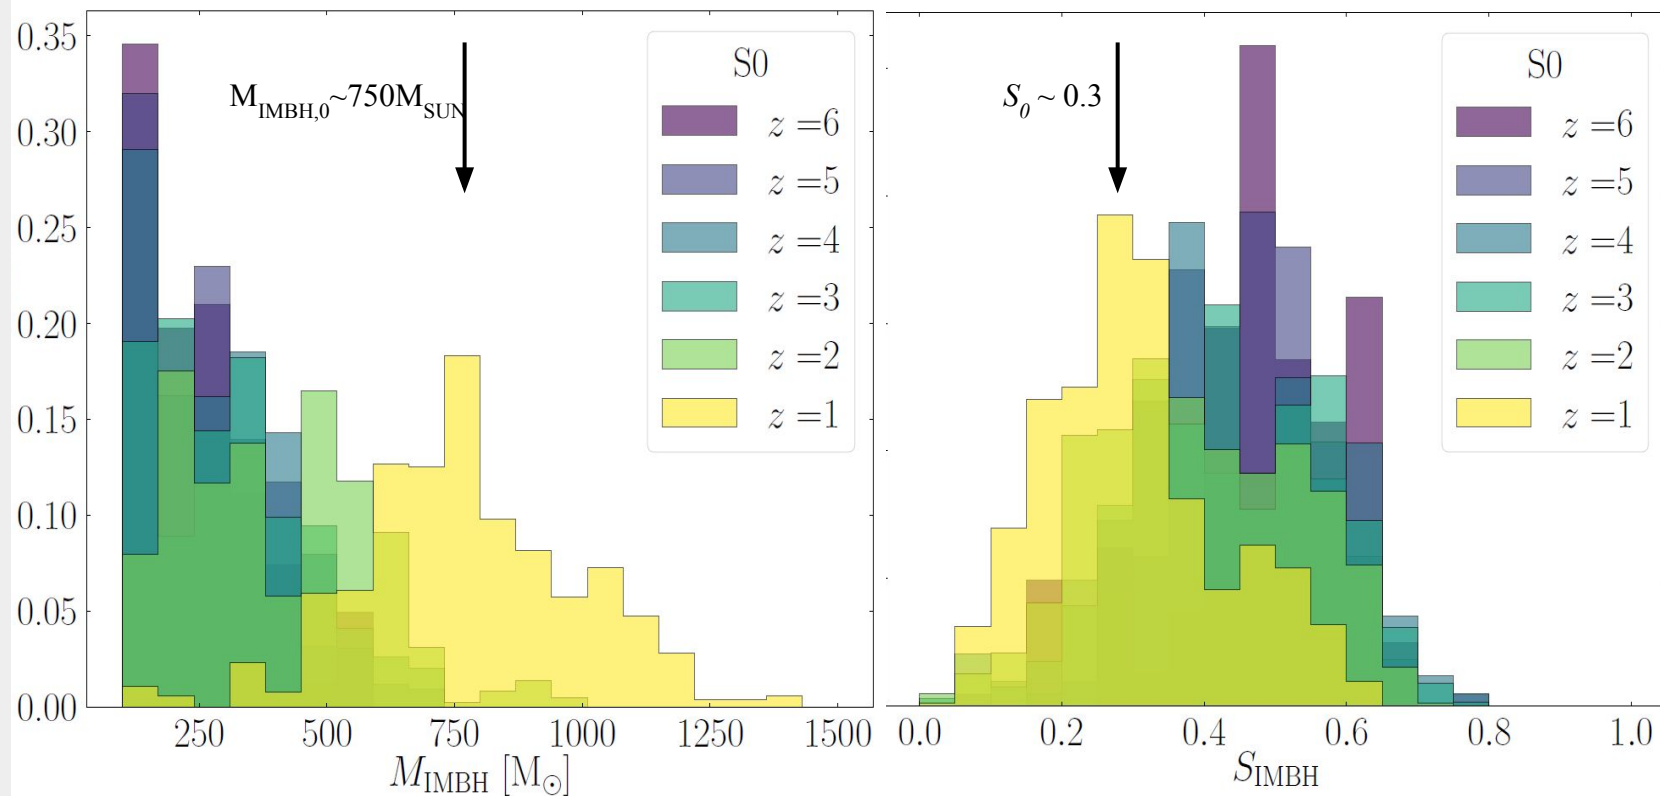 0.35
0.30
0.25
0.20
0.15
0.10
0.05
0.00
M_IMBH,0~750M_SUN
S0
z =6
z =5
z =4
z =3
z =2
z =1
250 500 750 1000 1250 1500
M_IMBH [M_⊙]
S_0 ~ 0.3
S0
z =6
z =5
z =4
z =3
z =2
z =1
0.0 0.2 0.4 0.6 0.8 1.0
S_IMBH